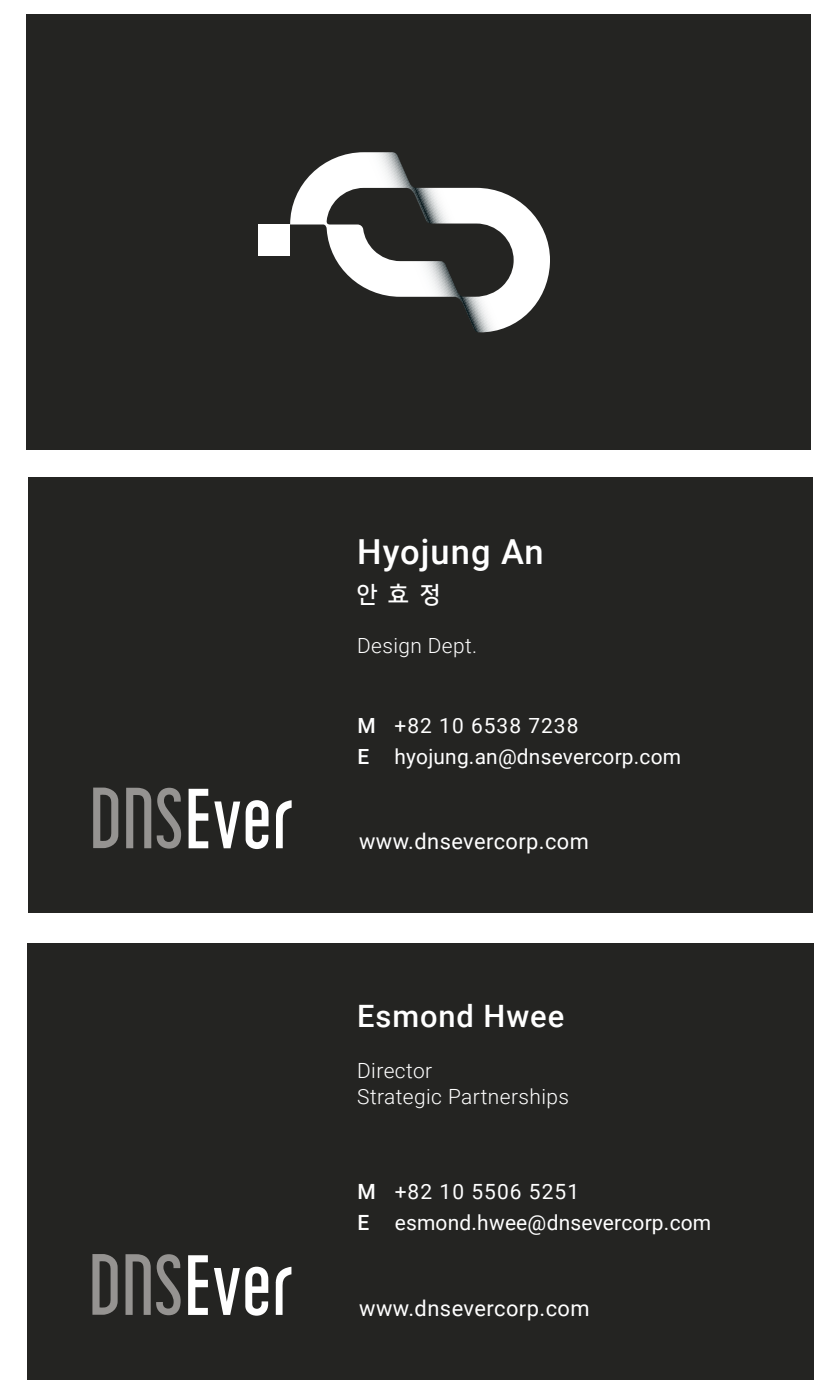 Hyojung An
안 효 정
Design Dept.
M +82 10 6538 7238
E hyojung.an@dnsevercorp.com
DNSEver
www.dnsevercorp.com
Esmond Hwee
Director
Strategic Partnerships
M +82 10 5506 5251
E esmond.hwee@dnsevercorp.com
DNSEver
www.dnsevercorp.com